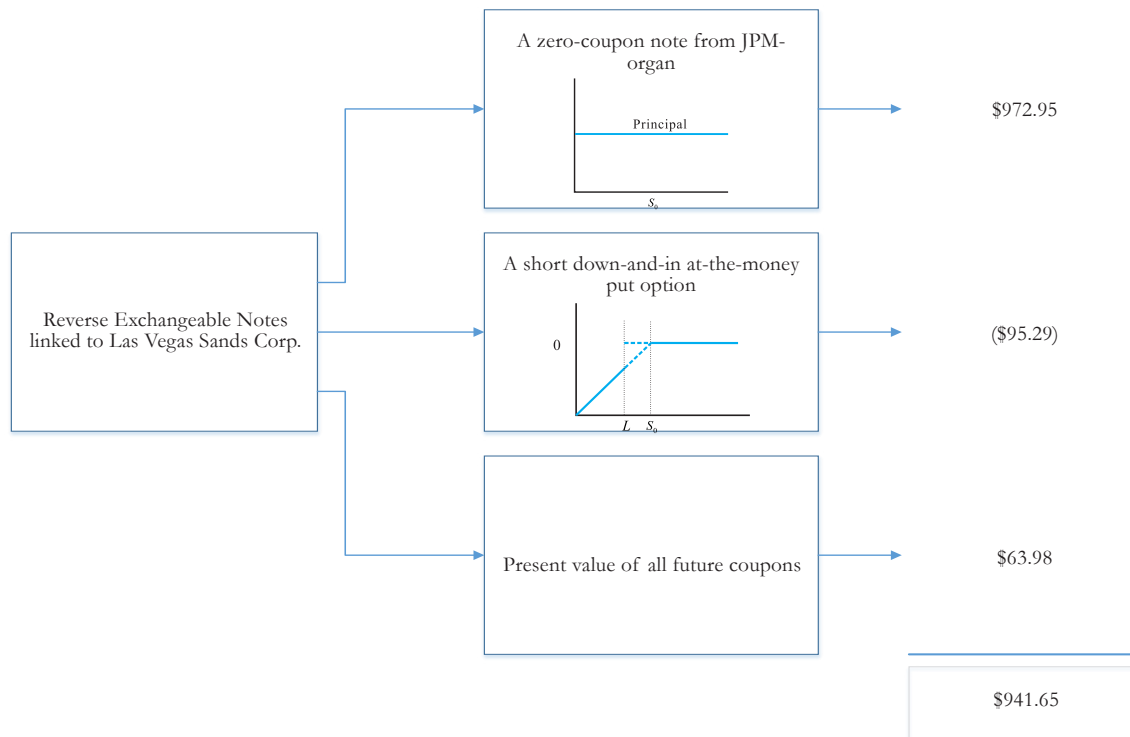 Reverse Exchangeable Notes
linked to Las Vegas Sands Corp.
A zero-coupon note from JPM-
organ
Principal
S₀
$972.95
A short down-and-in at-the-money
put option
0
L S₀
($95.29)
Present value of all future coupons
$63.98
$941.65